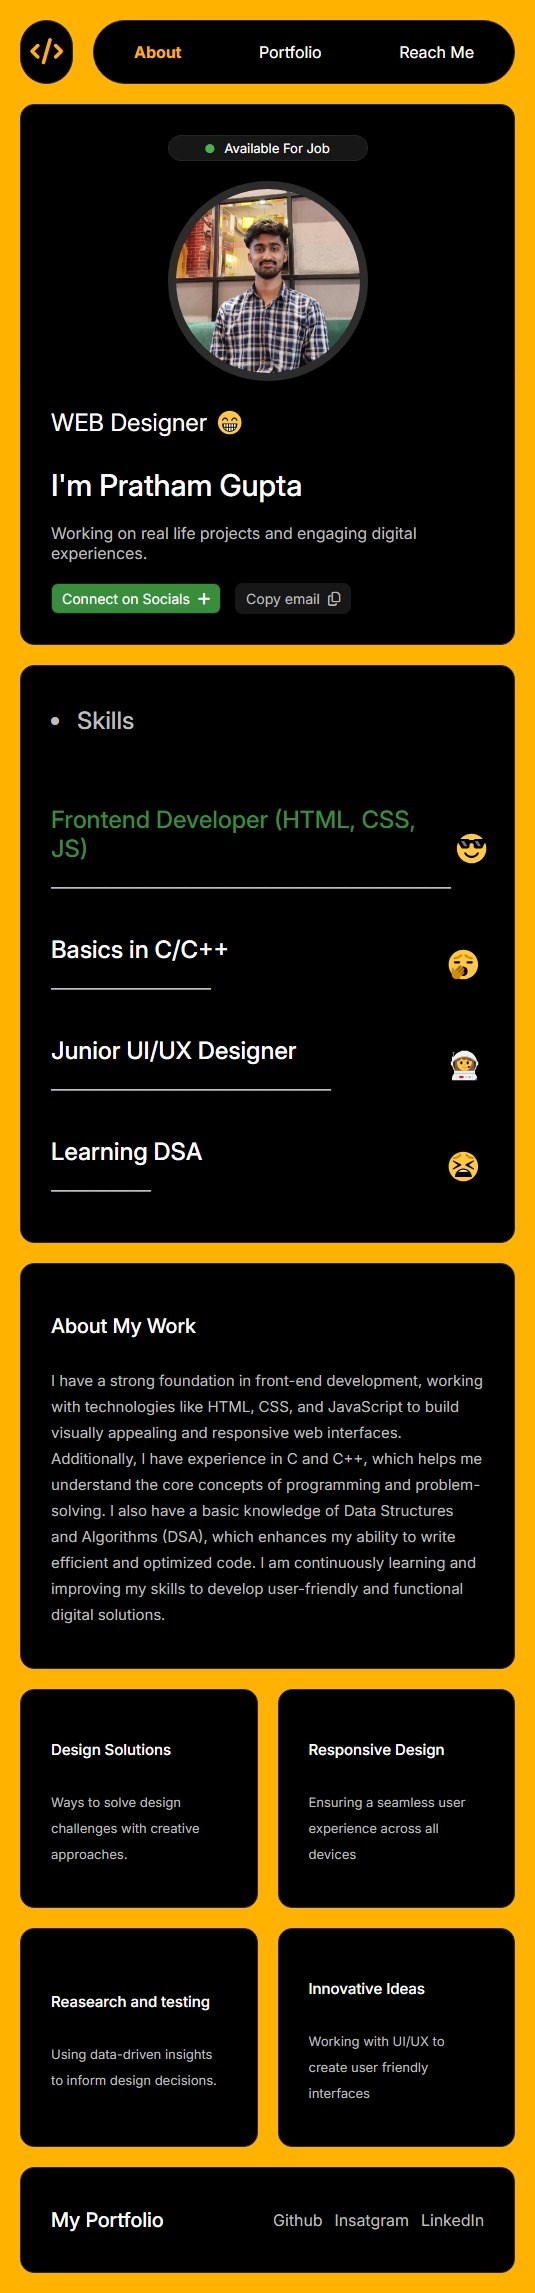 </>
About Portfolio Reach Me
Available For Job
WEB Designer 😁
I'm Pratham Gupta
Working on real life projects and engaging digital
experiences.
Connect on Socials + Copy email
• Skills
Frontend Developer (HTML, CSS,
JS)
Basics in C/C++
Junior UI/UX Designer
Learning DSA
About My Work
I have a strong foundation in front-end development, working
with technologies like HTML, CSS, and JavaScript to build
visually appealing and responsive web interfaces.
Additionally, I have experience in C and C++, which helps me
understand the core concepts of programming and problem-
solving. I also have a basic knowledge of Data Structures
and Algorithms (DSA), which enhances my ability to write
efficient and optimized code. I am continuously learning and
improving my skills to develop user-friendly and functional
digital solutions.
Design Solutions
Ways to solve design
challenges with creative
approaches.
Responsive Design
Ensuring a seamless user
experience across all
devices
Reasearch and testing
Using data-driven insights
to inform design decisions.
Innovative Ideas
Working with UI/UX to
create user friendly
interfaces
My Portfolio
Github Insatgram LinkedIn